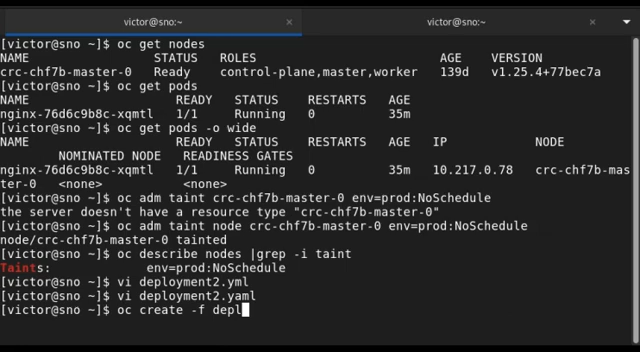 victor@sno:~ × victor@sno:~ ×
[victor@sno ~]$ oc get nodes
NAME STATUS ROLES AGE VERSION
crc-chf7b-master-0 Ready control-plane,master,worker 139d v1.25.4+77bec7a
[victor@sno ~]$ oc get pods
NAME READY STATUS RESTARTS AGE
nginx-76d6c9b8c-xqmtl 1/1 Running 0 35m
[victor@sno ~]$ oc get pods -o wide
NAME READY STATUS RESTARTS AGE IP NODE
NOMINATED NODE READINESS GATES
nginx-76d6c9b8c-xqmtl 1/1 Running 0 35m 10.217.0.78 crc-chf7b-mas
ter-0 <none> <none>
[victor@sno ~]$ oc adm taint crc-chf7b-master-0 env=prod:NoSchedule
the server doesn't have a resource type "crc-chf7b-master-0"
[victor@sno ~]$ oc adm taint node crc-chf7b-master-0 env=prod:NoSchedule
node/crc-chf7b-master-0 tainted
[victor@sno ~]$ oc describe nodes |grep -i taint
Taints: env=prod:NoSchedule
[victor@sno ~]$ vi deployment2.yml
[victor@sno ~]$ vi deployment2.yaml
[victor@sno ~]$ oc create -f depl